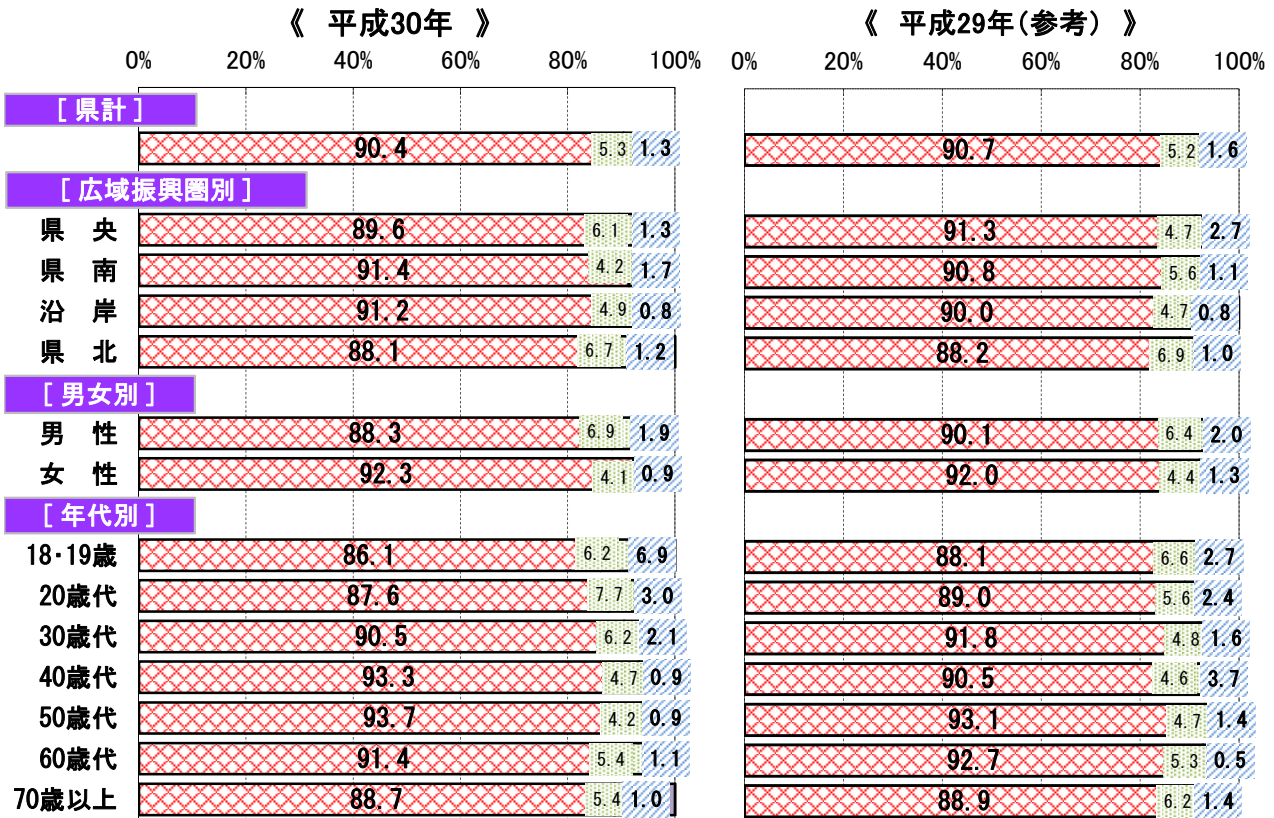 《 平成30年 》 《 平成29年(参考) 》
0% 20% 40% 60% 80% 100% 0% 20% 40% 60% 80% 100%
[ 県計 ]
90.4 5.3 1.3 90.7 5.2 1.6
[ 広域振興圏別 ]
県 央 89.6 6.1 1.3 91.3 4.7 2.7
県 南 91.4 4.2 1.7 90.8 5.6 1.1
沿 岸 91.2 4.9 0.8 90.0 4.7 0.8
県 北 88.1 6.7 1.2 88.2 6.9 1.0
[ 男女別 ]
男 性 88.3 6.9 1.9 90.1 6.4 2.0
女 性 92.3 4.1 0.9 92.0 4.4 1.3
[ 年代別 ]
18・19歳 86.1 6.2 6.9 88.1 6.6 2.7
20歳代 87.6 7.7 3.0 89.0 5.6 2.4
30歳代 90.5 6.2 2.1 91.8 4.8 1.6
40歳代 93.3 4.7 0.9 90.5 4.6 3.7
50歳代 93.7 4.2 0.9 93.1 4.7 1.4
60歳代 91.4 5.4 1.1 92.7 5.3 0.5
70歳以上 88.7 5.4 1.0 88.9 6.2 1.4